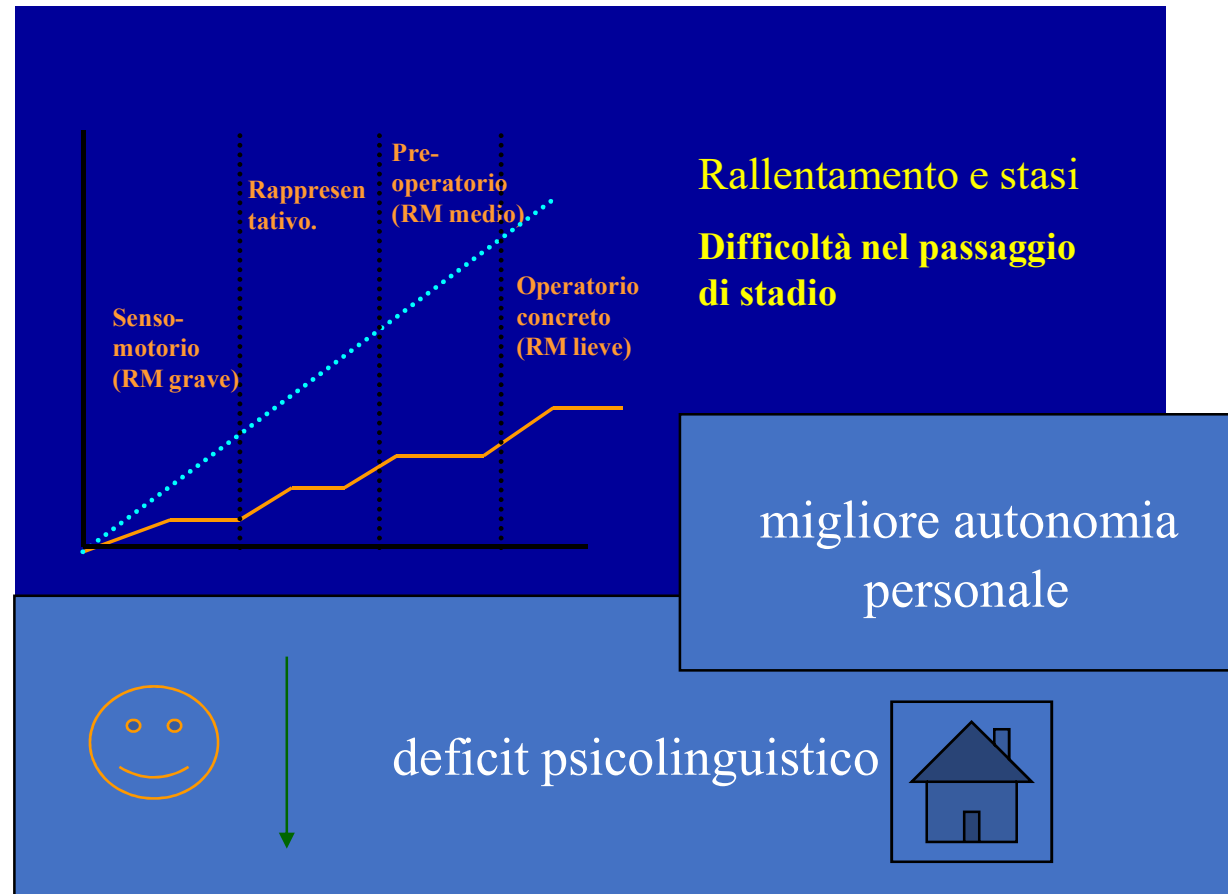 Senso-
motorio
(RM grave)
Rappresen
tativo.
Pre-
operatorio
(RM medio)
Operatorio
concreto
(RM lieve)
Rallentamento e stasi
Difficoltà nel passaggio
di stadio
migliore autonomia
personale
deficit psicolinguistico